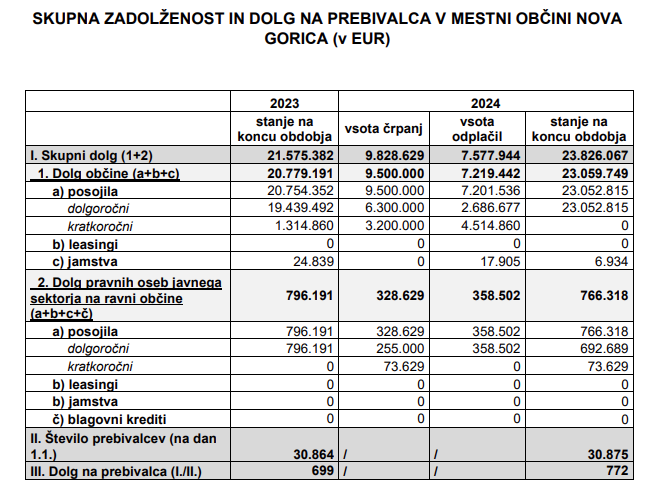 SKUPNA ZADOLŽENOST IN DOLG NA PREBIVALCA V MESTNI OBČINI NOVA
GORICA (v EUR)
2023 2024
stanje na koncu obdobja vsota črpanj vsota odplačil stanje na koncu obdobja
I. Skupni dolg (1+2) 21.575.382 9.828.629 7.577.944 23.826.067
1. Dolg občine (a+b+c) 20.779.191 9.500.000 7.219.442 23.059.749
a) posojila 20.754.352 9.500.000 7.201.536 23.052.815
dolgoročni 19.439.492 6.300.000 2.686.677 23.052.815
kratkoročni 1.314.860 3.200.000 4.514.860 0
b) leasingi 0 0 0 0
c) jamstva 24.839 0 17.905 6.934
2. Dolg pravnih oseb javnega
sektorja na ravni občine
(a+b+c+č) 796.191 328.629 358.502 766.318
a) posojila 796.191 328.629 358.502 766.318
dolgoročni 796.191 255.000 358.502 692.689
kratkoročni 0 73.629 0 73.629
b) leasingi 0 0 0 0
b) jamstva 0 0 0 0
č) blagovni krediti 0 0 0 0
II. Število prebivalcev (na dan
1.1.) 30.864 / / 30.875
III. Dolg na prebivalca (I./II.) 699 / / 772